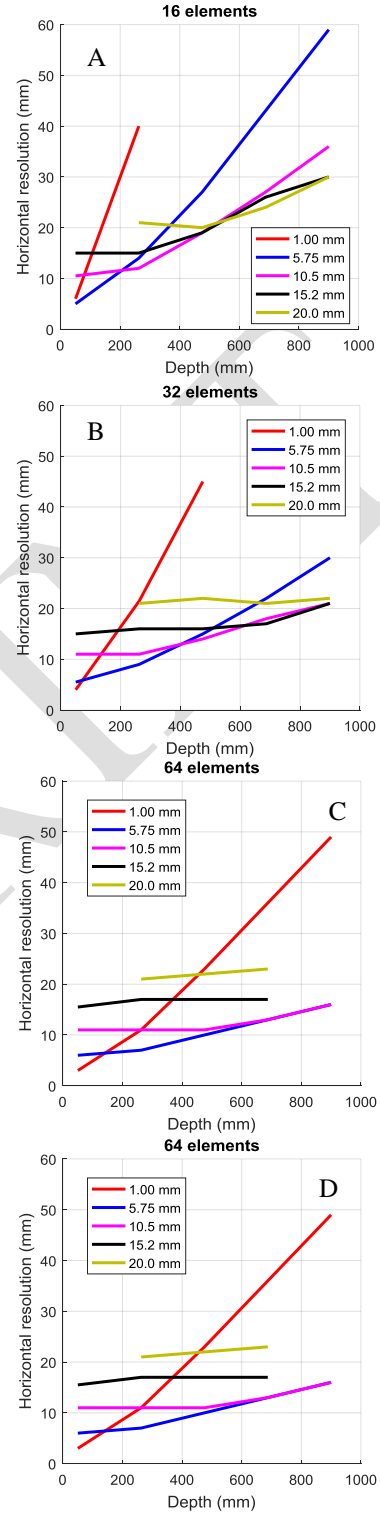 16 elements
A
60
50
40
30
20
10
0
Horizontal resolution (mm)
1.00 mm
5.75 mm
10.5 mm
15.2 mm
20.0 mm
0 200 400 600 800 1000
Depth (mm)
32 elements
B
60
50
40
30
20
10
0
Horizontal resolution (mm)
1.00 mm
5.75 mm
10.5 mm
15.2 mm
20.0 mm
0 200 400 600 800 1000
Depth (mm)
64 elements
C
60
50
40
30
20
10
0
Horizontal resolution (mm)
1.00 mm
5.75 mm
10.5 mm
15.2 mm
20.0 mm
0 200 400 600 800 1000
Depth (mm)
64 elements
D
60
50
40
30
20
10
0
Horizontal resolution (mm)
1.00 mm
5.75 mm
10.5 mm
15.2 mm
20.0 mm
0 200 400 600 800 1000
Depth (mm)